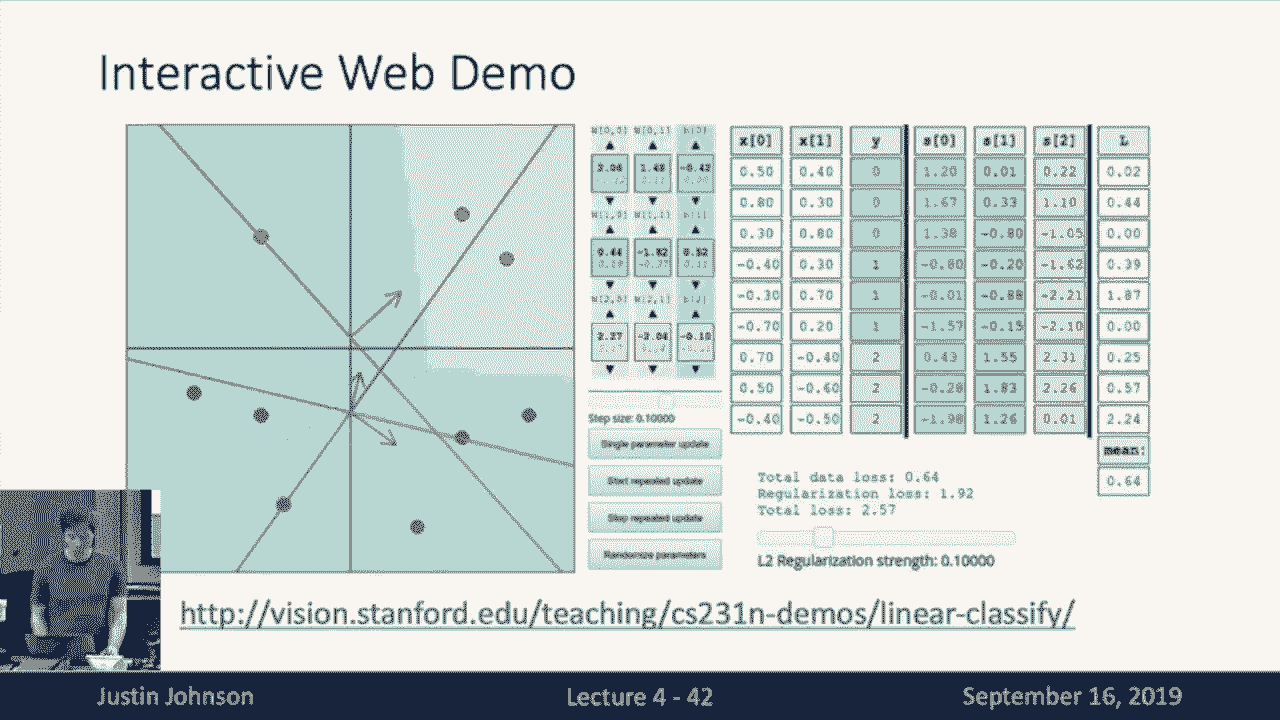 Interactive Web Demo
W[0,0] W[0,1] b[0]
1.48 -0.42
W[1,0] W[1,1] b[1]
0.44 -1.82 0.52
W[2,0] W[2,1] b[2]
2.27 -2.04 -0.10
Step size: 0.10000
Single parameter update
Start repeated update
Stop repeated update
Randomize parameters
x[0] x[1] y s[0] s[1] s[2] L
0.50 0.40 0 1.20 0.01 0.22 0.02
0.80 0.30 0 1.67 0.33 1.10 0.44
0.30 0.80 0 1.38 -0.80 -1.05 0.00
-0.40 0.30 1 -0.80 -0.20 -1.62 0.39
-0.30 0.70 1 -0.01 -0.88 -2.21 1.87
-0.70 0.20 1 -1.57 -0.15 -2.10 0.00
0.70 -0.40 2 0.43 1.55 2.31 0.25
0.50 -0.60 2 -0.28 1.83 2.26 0.57
-0.40 -0.50 2 -1.98 1.26 0.01 2.24
mean:
0.64
Total data loss: 0.64
Regularization loss: 1.92
Total loss: 2.57
L2 Regularization strength: 0.10000
http://vision.stanford.edu/teaching/cs231n-demos/linear-classify/
Justin Johnson
Lecture 4 - 42
September 16, 2019